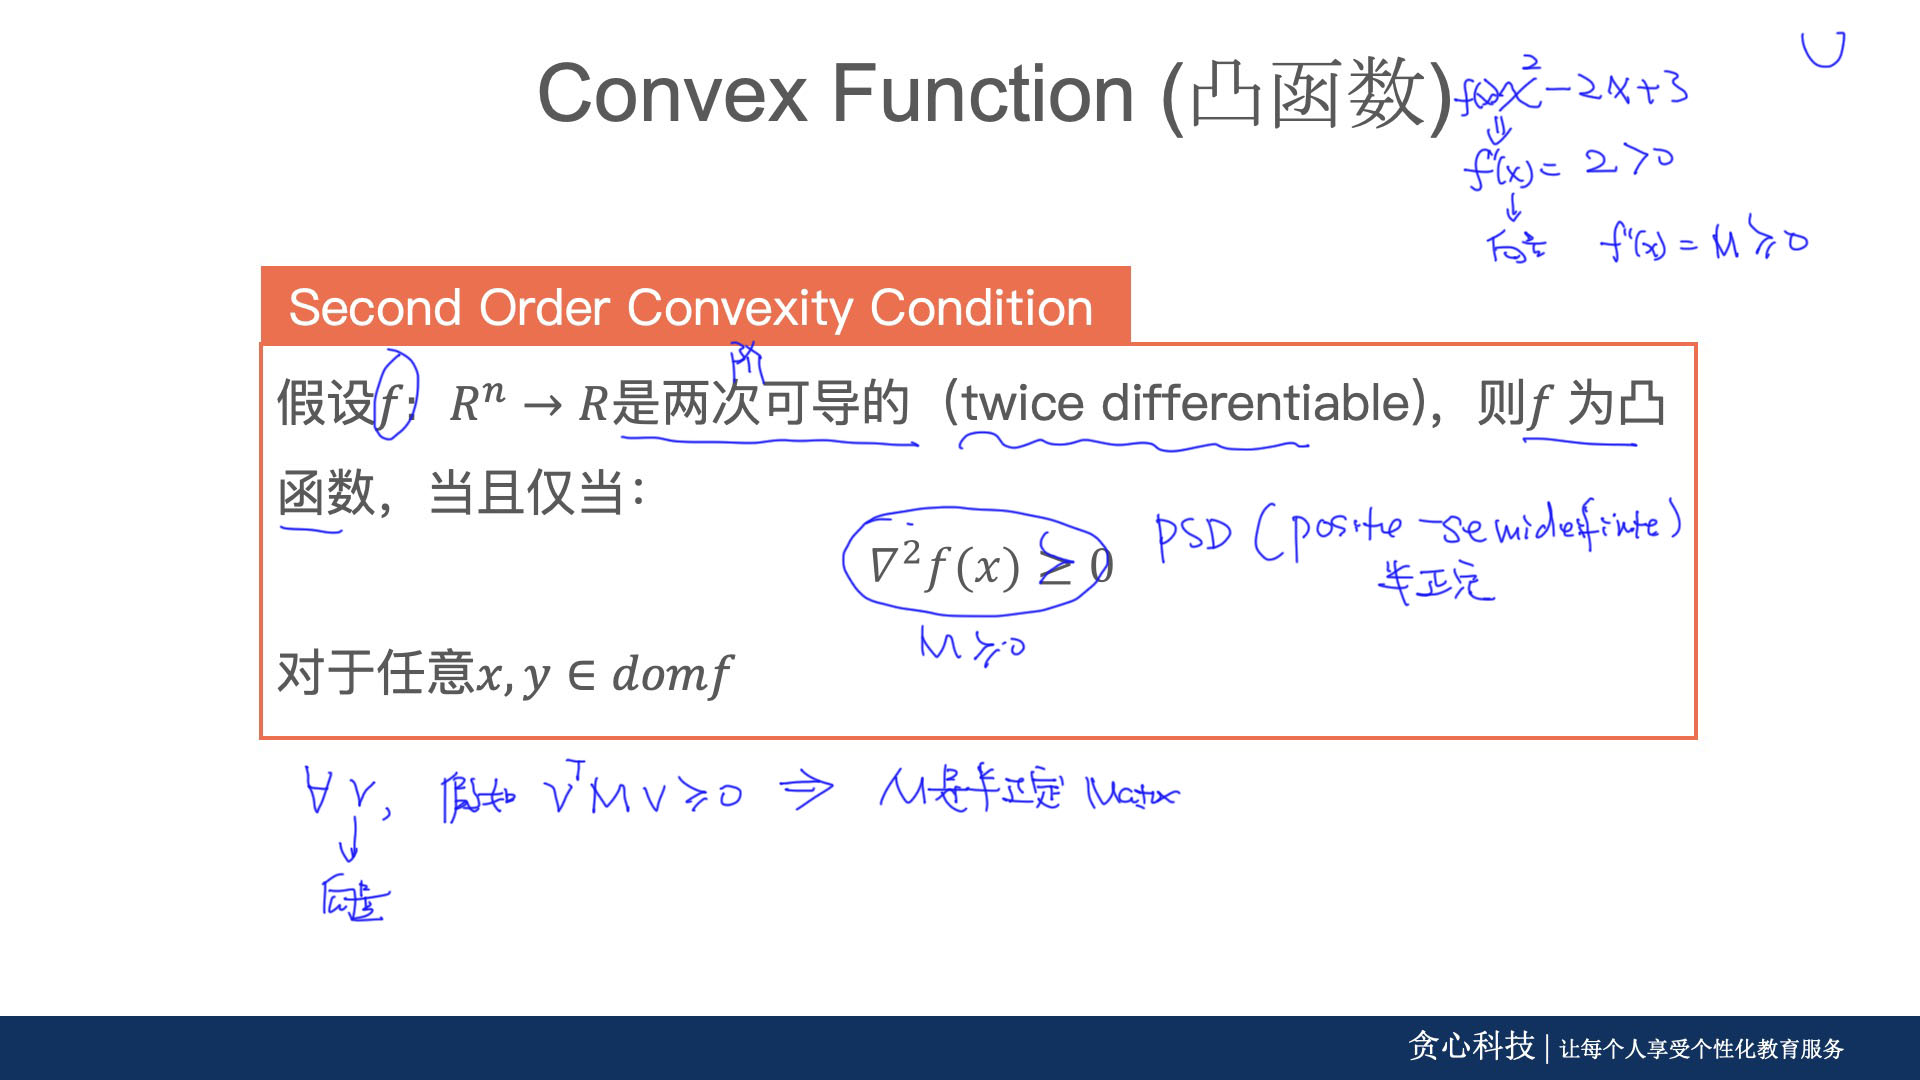 Convex Function (凸函数)
f(x) x² - 2x + 3
⇓
f''(x) = 2 > 0
↓
向量 f''(x) = M ≥ 0
Second Order Convexity Condition
阶
假设f: Rⁿ → R是两次可导的（twice differentiable），则f 为凸
函数，当且仅当：
∇²f(x) ≥ 0
PSD (positive-semidefinite)
半正定
M ≥ 0
对于任意x, y ∈ domf
∀ v, 假如 vᵀMv ≥ 0 ⇒ M是半正定 Matrix
↓
向量
贪心科技 | 让每个人享受个性化教育服务